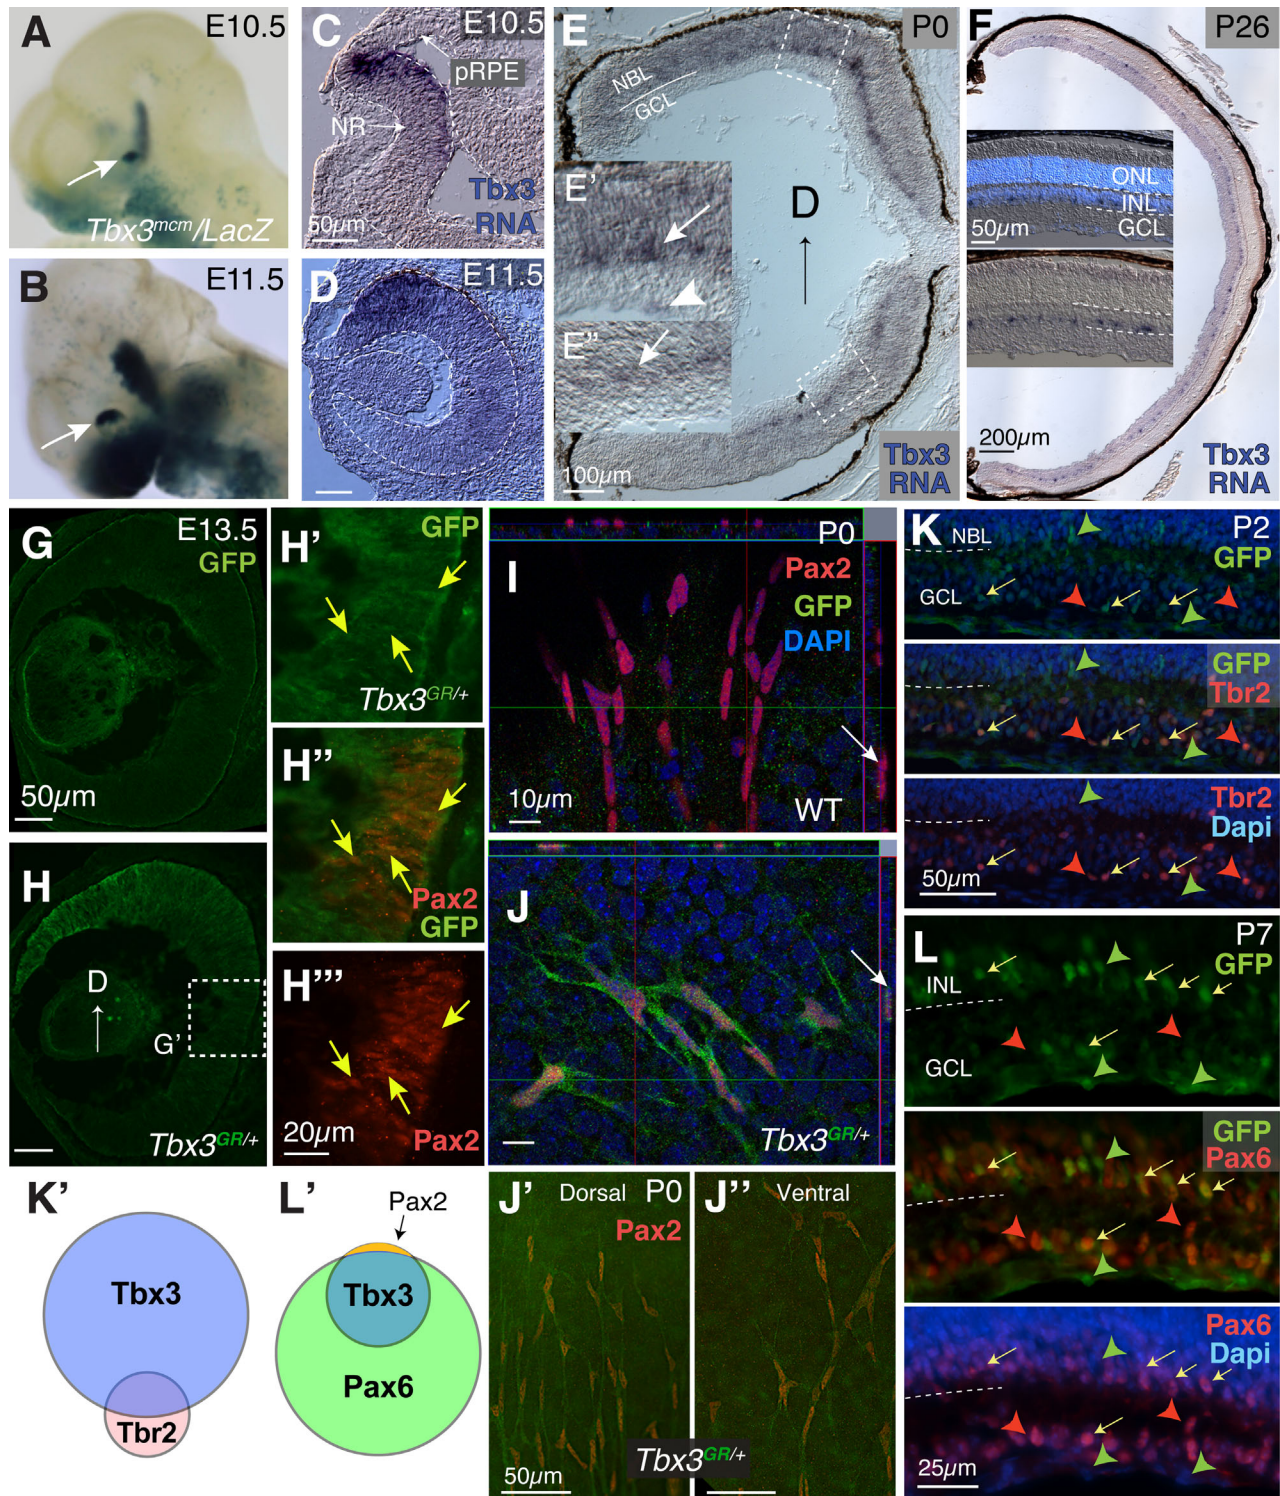 A
E10.5
Tbx3mcm/LacZ
B
E11.5
C
E10.5
pRPE
NR
Tbx3
RNA
50µm
D
E11.5
E
P0
NBL
GCL
E'
E''
D
100µm
Tbx3
RNA
F
P26
ONL
INL
GCL
50µm
200µm
Tbx3
RNA
G
E13.5
GFP
50µm
H
D
G'
Tbx3GR/+
H'
GFP
Tbx3GR/+
H''
Pax2
GFP
H'''
20µm
Pax2
I
P0
Pax2
GFP
DAPI
10µm
WT
J
Tbx3GR/+
J'
Dorsal
P0
Pax2
50µm
J''
Ventral
Tbx3GR/+
K
NBL
P2
GFP
GCL
GFP
Tbr2
Tbr2
Dapi
50µm
L
P7
GFP
INL
GCL
GFP
Pax6
Pax6
Dapi
25µm
K'
Tbx3
Tbr2
L'
Pax2
Tbx3
Pax6